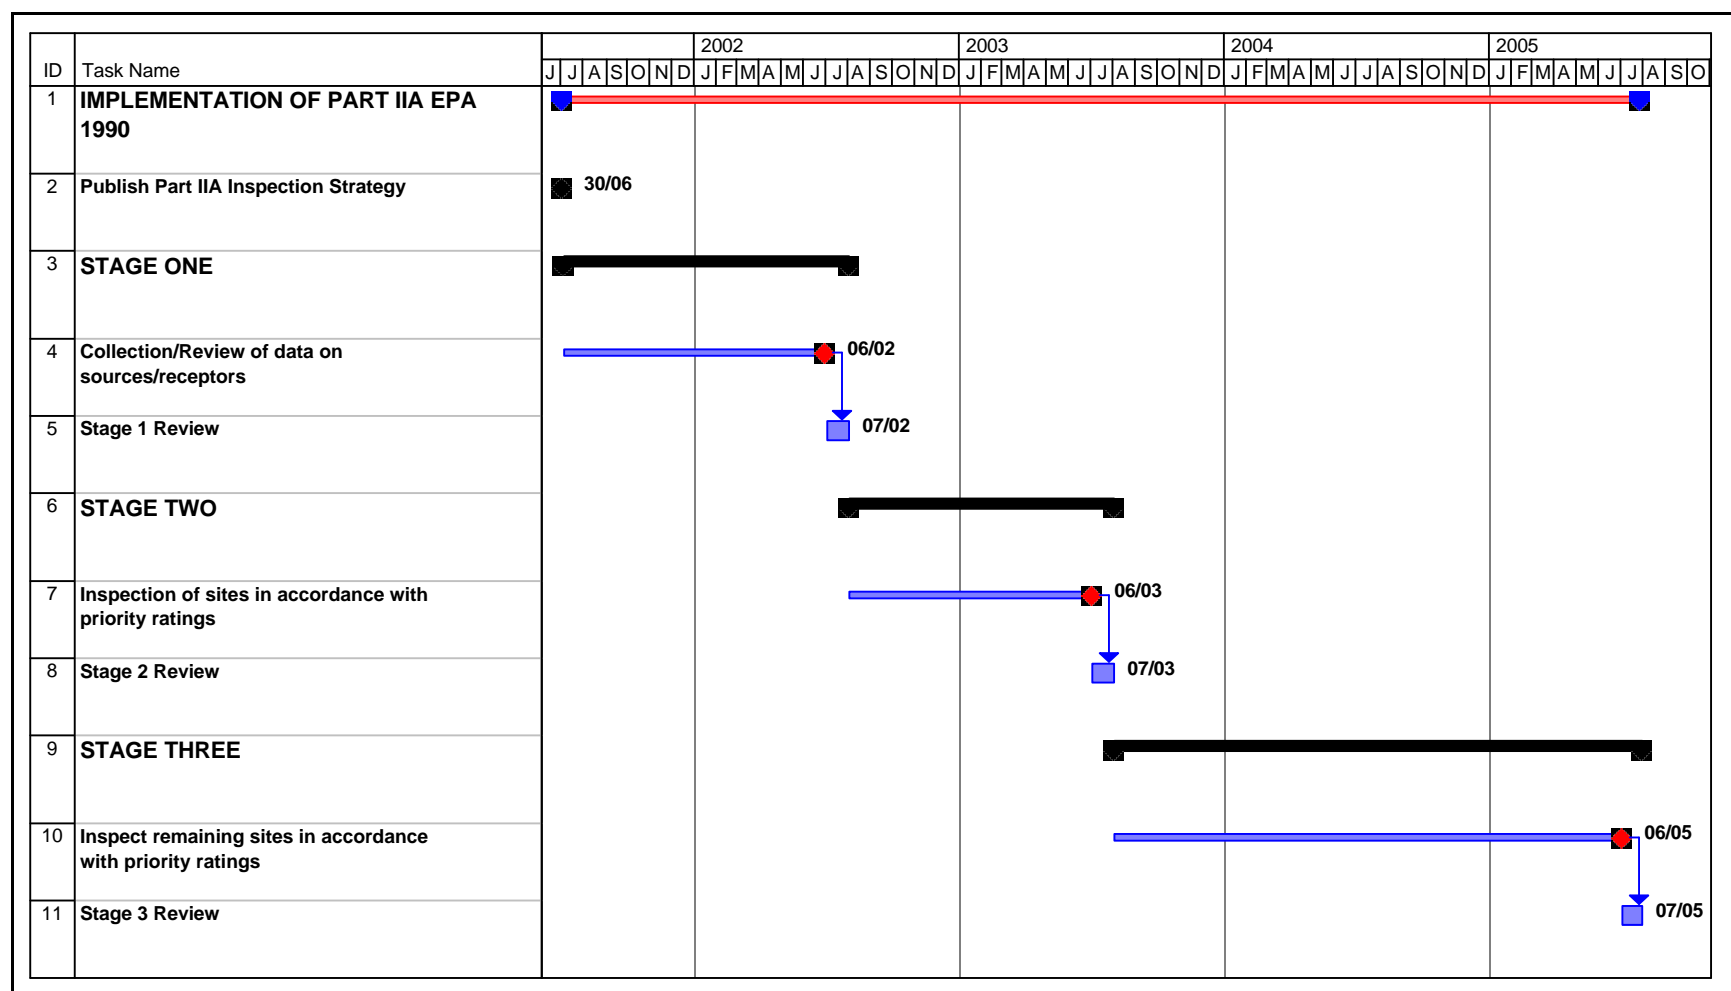 2002 2003 2004 2005
ID Task Name J J A S O N D J F M A M J J A S O N D J F M A M J J A S O N D J F M A M J J A S O N D J F M A M J J A S O
1 IMPLEMENTATION OF PART IIA EPA
1990
2 Publish Part IIA Inspection Strategy 30/06
3 STAGE ONE
4 Collection/Review of data on 06/02
sources/receptors
5 Stage 1 Review 07/02
6 STAGE TWO
7 Inspection of sites in accordance with 06/03
priority ratings
8 Stage 2 Review 07/03
9 STAGE THREE
10 Inspect remaining sites in accordance 06/05
with priority ratings
11 Stage 3 Review 07/05